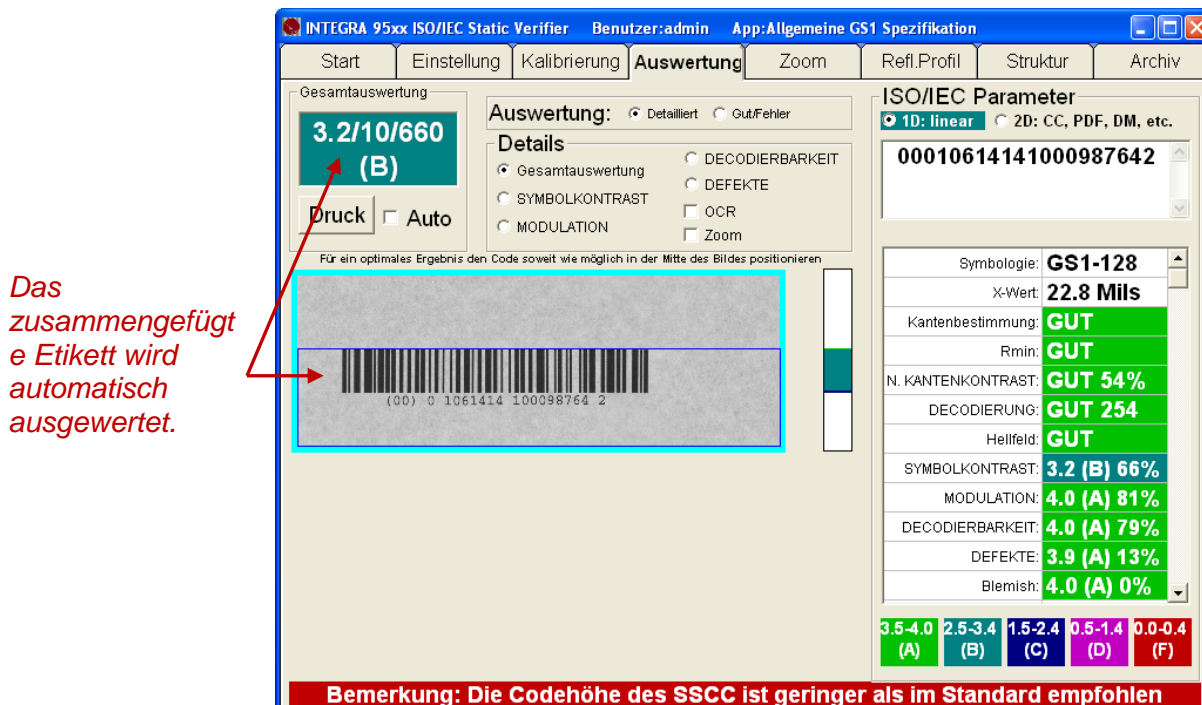 INTEGRA 95xx ISO/IEC Static Verifier Benutzer:admin App:Allgemeine GS1 Spezifikation
Start Einstellung Kalibrierung Auswertung Zoom Refl.Profil Struktur Archiv
Gesamtauswertung
3.2/10/660
(B)
Druck Auto
Auswertung: Detailliert Gut/Fehler
Details
Gesamtauswertung
SYMBOLKONTRAST
MODULATION
DECODIERBARKEIT
DEFEKTE
OCR
Zoom
Für ein optimales Ergebnis den Code soweit wie möglich in der Mitte des Bildes positionieren
(00) 0 1061414 100098764 2
Das
zusammengefügt
e Etikett wird
automatisch
ausgewertet.
ISO/IEC Parameter
1D: linear 2D: CC, PDF, DM, etc.
00010614141000987642
Symbologie: GS1-128
X-Wert: 22.8 Mils
Kantenbestimmung: GUT
Rmin: GUT
N. KANTENKONTRAST: GUT 54%
DECODIERUNG: GUT 254
Hellfeld: GUT
SYMBOLKONTRAST: 3.2 (B) 66%
MODULATION: 4.0 (A) 81%
DECODIERBARKEIT: 4.0 (A) 79%
DEFEKTE: 3.9 (A) 13%
Blemish: 4.0 (A) 0%
3.5-4.0 2.5-3.4 1.5-2.4 0.5-1.4 0.0-0.4
(A) (B) (C) (D) (F)
Bemerkung: Die Codehöhe des SSCC ist geringer als im Standard empfohlen